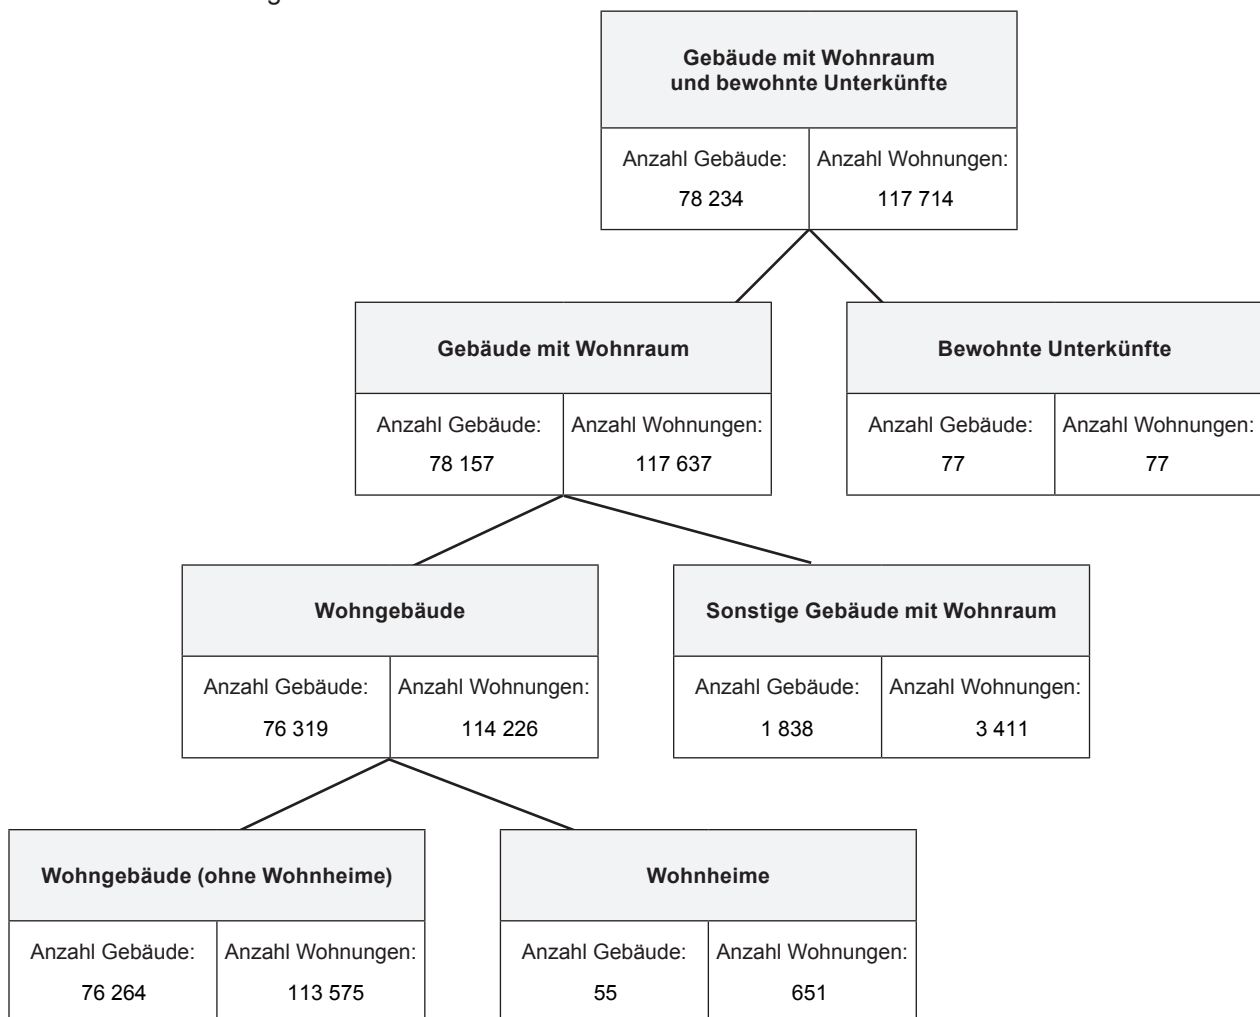 Gebäude mit Wohnraum
und bewohnte Unterkünfte
Anzahl Gebäude: Anzahl Wohnungen:
78 234 117 714
Gebäude mit Wohnraum
Anzahl Gebäude: Anzahl Wohnungen:
78 157 117 637
Bewohnte Unterkünfte
Anzahl Gebäude: Anzahl Wohnungen:
77 77
Wohngebäude
Anzahl Gebäude: Anzahl Wohnungen:
76 319 114 226
Sonstige Gebäude mit Wohnraum
Anzahl Gebäude: Anzahl Wohnungen:
1 838 3 411
Wohngebäude (ohne Wohnheime)
Anzahl Gebäude: Anzahl Wohnungen:
76 264 113 575
Wohnheime
Anzahl Gebäude: Anzahl Wohnungen:
55 651